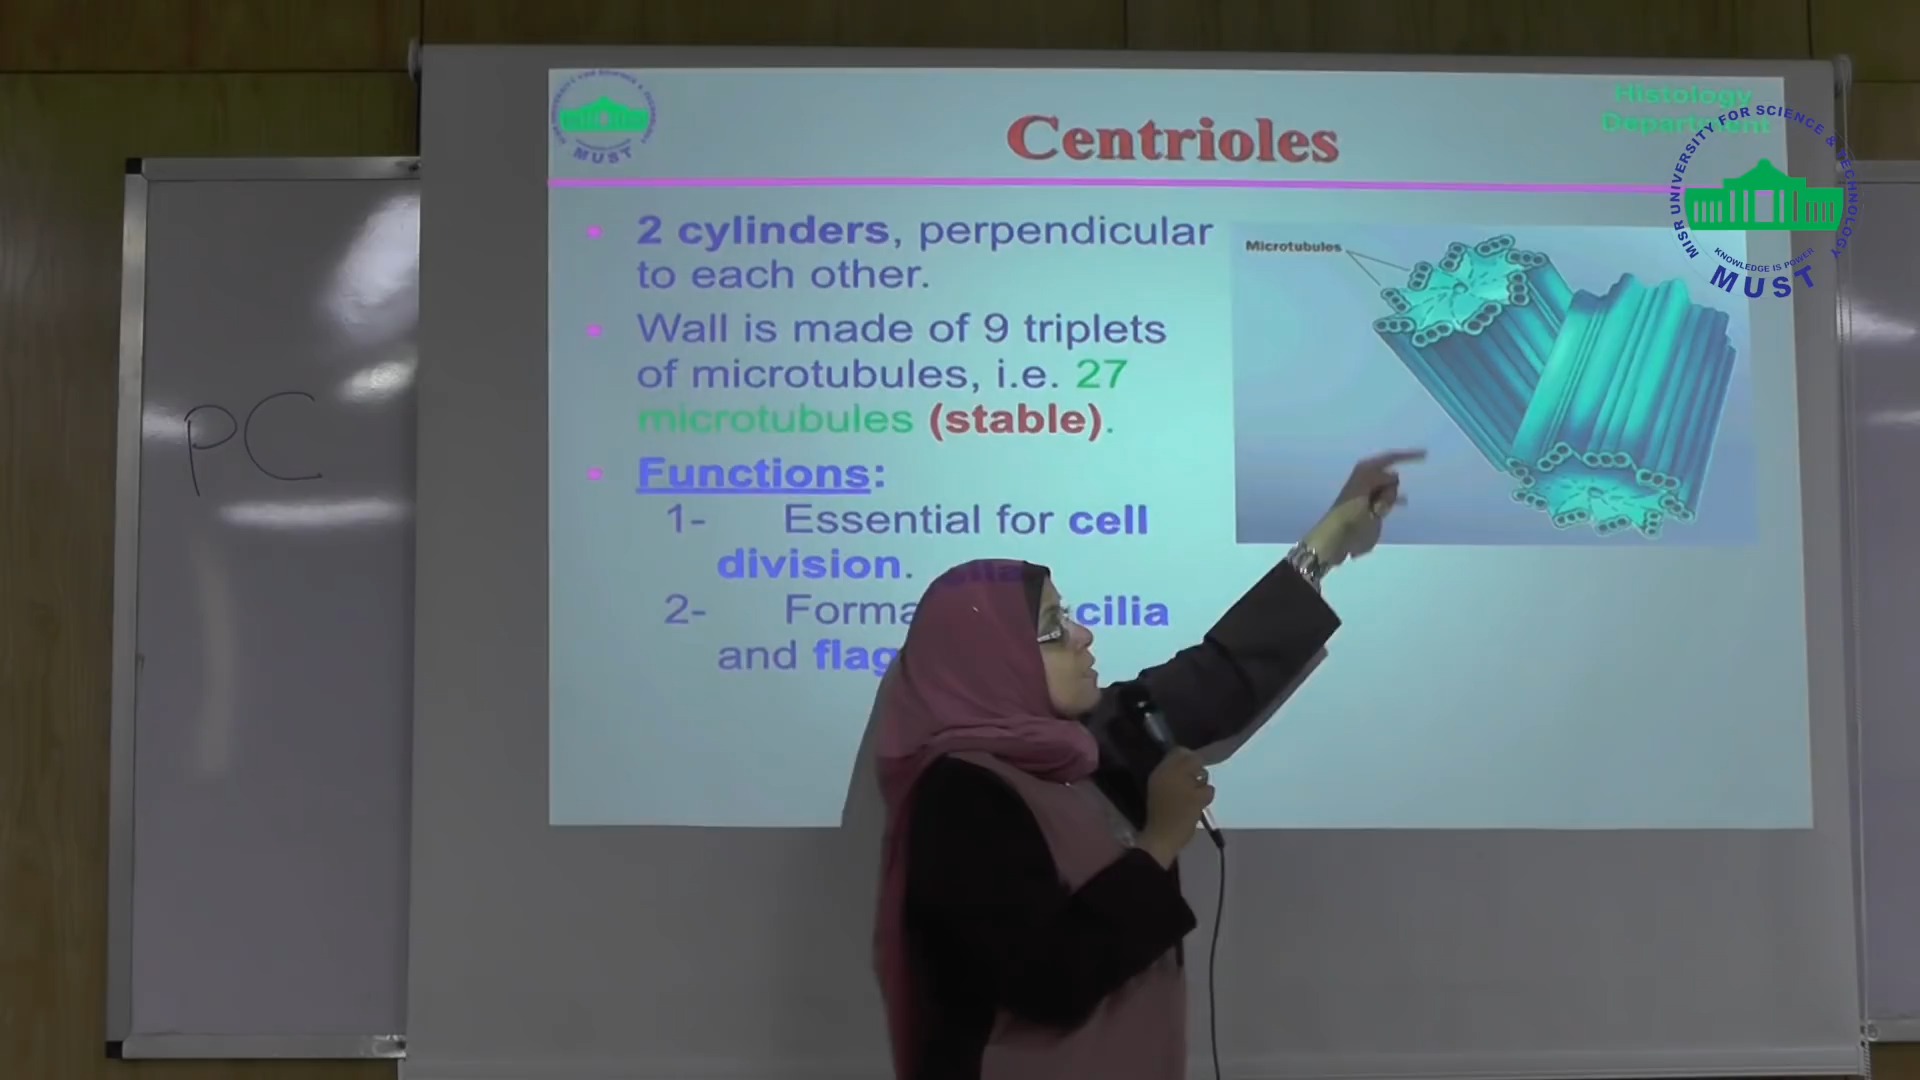 Histology
Department
Centrioles
MISR UNIVERSITY FOR SCIENCE & TECHNOLOGY
KNOWLEDGE IS POWER
MUST
MUST
2 cylinders, perpendicular
to each other.
Wall is made of 9 triplets
of microtubules, i.e. 27
microtubules (stable).
Functions:
1- Essential for cell
division.
2- cilia
and
Microtubules
PC